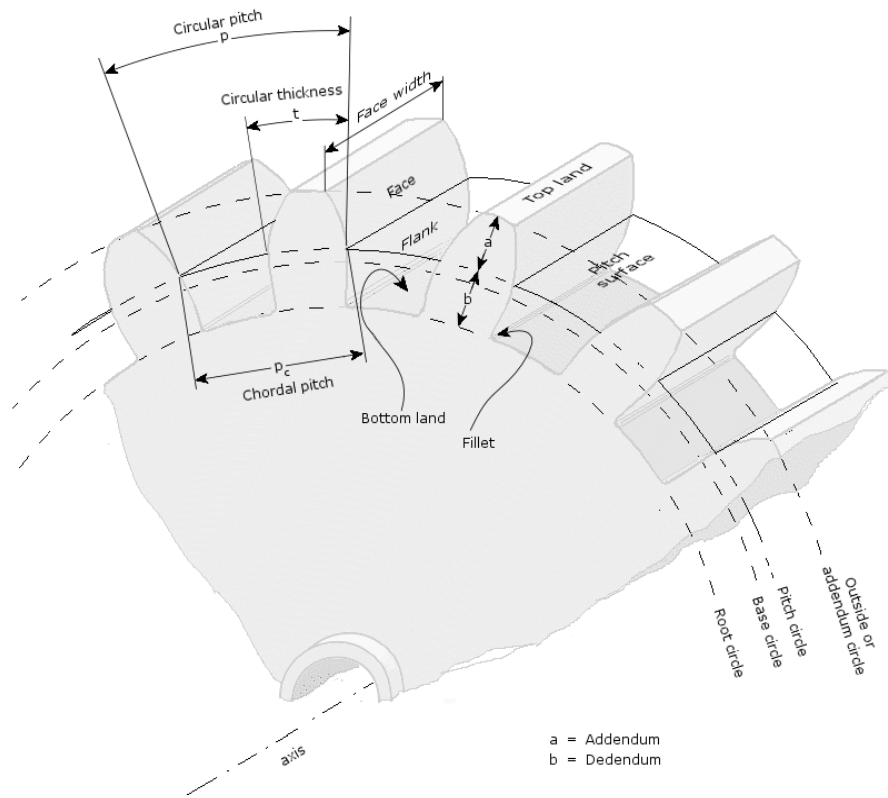 Circular pitch
p
Circular thickness
t
Face width
Face
Flank
Top land
a
b
Pitch
surface
p c
Chordal pitch
Bottom land
Fillet
Outside or
addendum circle
Pitch circle
Base circle
Root circle
axis
a = Addendum
b = Dedendum